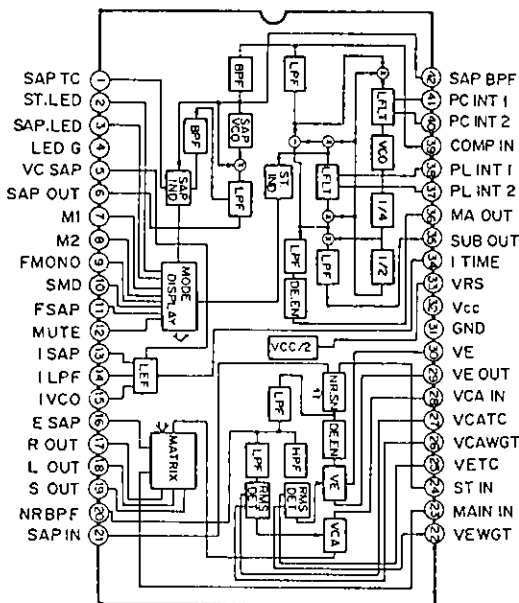 SAP TC
1
ST.LED
2
SAP.LED
3
LED G
4
VC SAP
5
SAP OUT
6
M1
7
M2
8
FMONO
9
SMD
10
FSAP
11
MUTE
12
I SAP
13
I LPF
14
I VCO
15
E SAP
16
R OUT
17
L OUT
18
S OUT
19
NRBPF
20
SAP IN
21
42
SAP BPF
41
PC INT 1
40
PC INT 2
39
COMP IN
38
PL INT 1
37
PL INT 2
36
MA OUT
35
SUB OUT
34
I TIME
33
VRS
32
Vcc
31
GND
30
VE
29
VE OUT
28
VCA IN
27
VCATC
26
VCAWGT
25
VETC
24
ST IN
23
MAIN IN
22
VEWGT
BPF
LPF
SAP VCO
BPF
SAP IND
LPF
ST. IND
LFLT
LFLT
VCO
1/4
1/2
LPF
LPF
DE.EN
MODE DISPLAY
VCC/2
LEF
MATRIX
LPF
NR.SW
DE.EN
LPF
HPF
RMS DET
RMS DET
VE
VCA